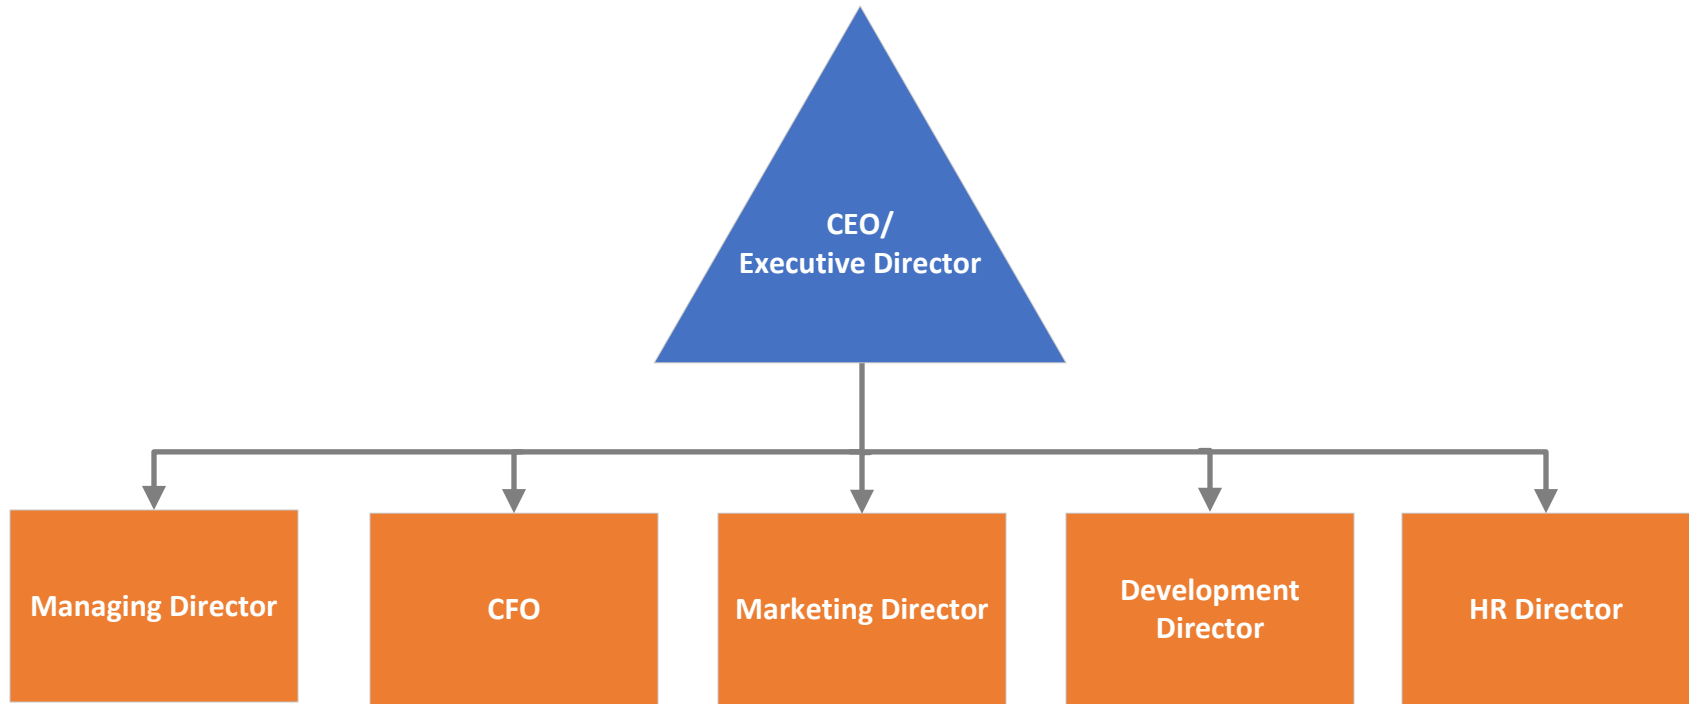 CEO/
Executive Director
Managing Director
CFO
Marketing Director
Development
Director
HR Director